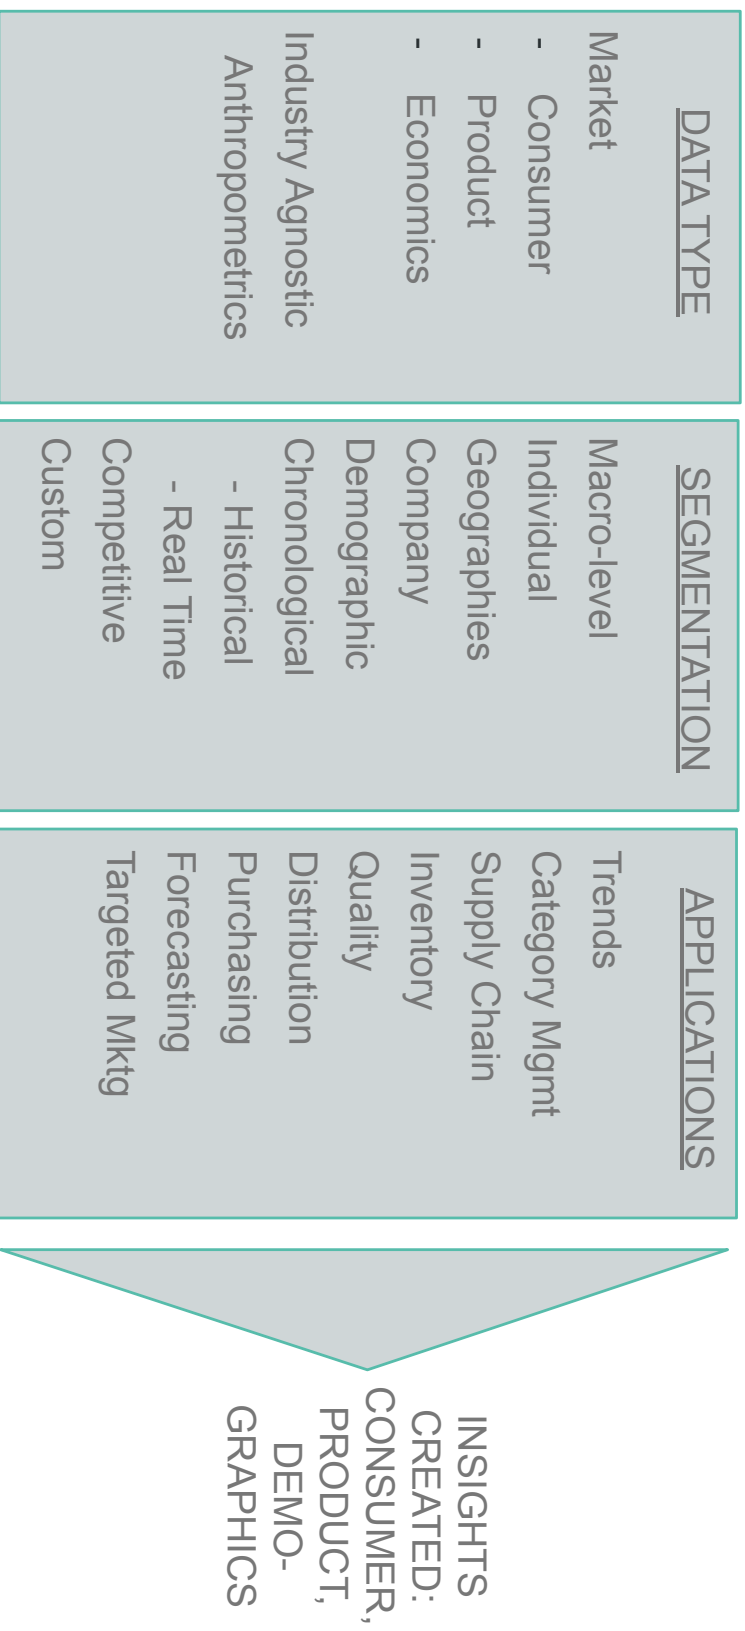 DATA TYPE
Market
- Consumer
- Product
- Economics
Industry Agnostic
Anthropometrics
SEGMENTATION
Macro-level
Individual
Geographies
Company
Demographic
Chronological
- Historical
- Real Time
Competitive
Custom
APPLICATIONS
Trends
Category Mgmt
Supply Chain
Inventory
Quality
Distribution
Purchasing
Forecasting
Targeted Mktg
INSIGHTS
CREATED:
CONSUMER,
PRODUCT,
DEMO-
GRAPHICS